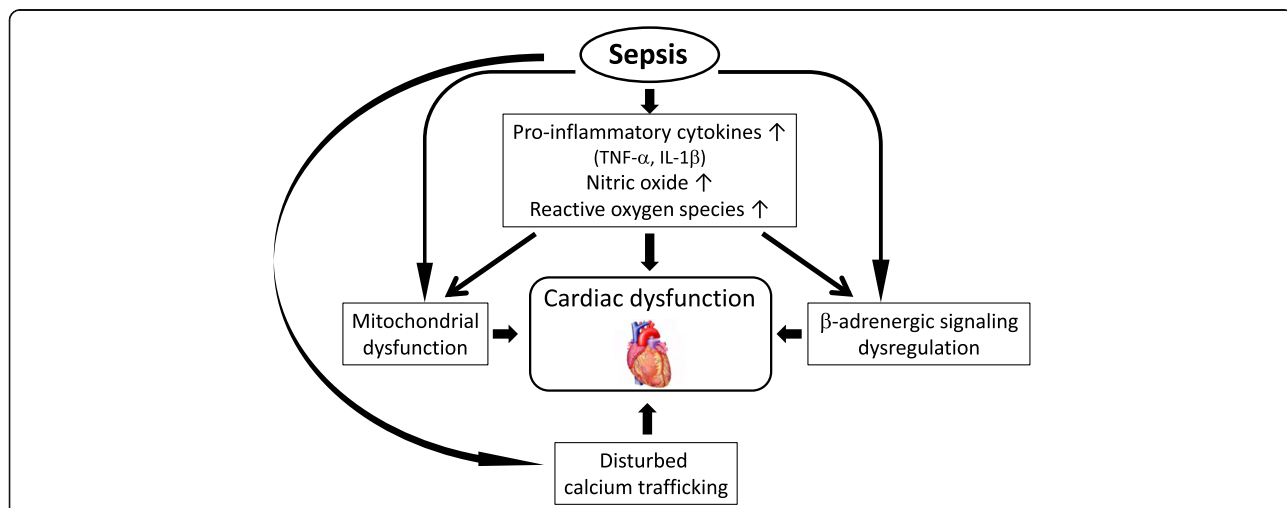 Sepsis
Pro-inflammatory cytokines ↑
(TNF-α, IL-1β)
Nitric oxide ↑
Reactive oxygen species ↑
Cardiac dysfunction
Mitochondrial
dysfunction
β-adrenergic signaling
dysregulation
Disturbed
calcium trafficking